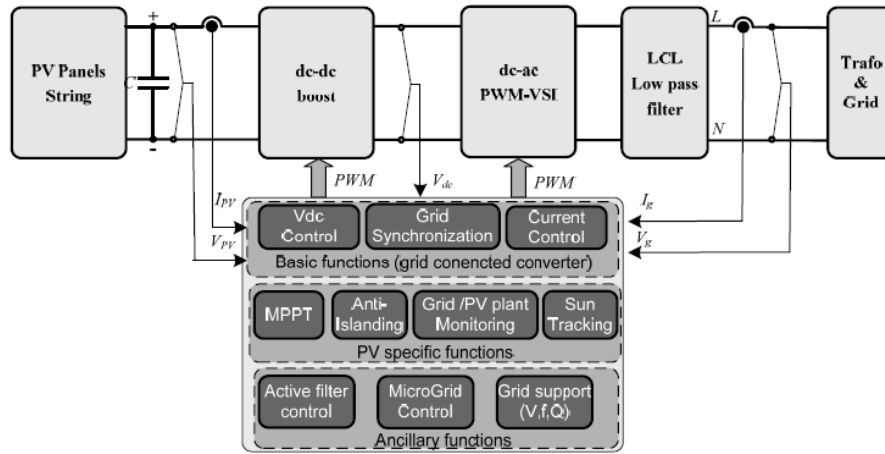 +
PV Panels
String
C
-
dc-dc
boost
dc-ac
PWM-VSI
LCL
Low pass
filter
L
N
Trafo
&
Grid
PWM
V_dc
PWM
I_PV
V_PV
I_g
V_g
Vdc
Control
Grid
Synchronization
Current
Control
Basic functions (grid conencted converter)
MPPT
Anti-
Islanding
Grid /PV plant
Monitoring
Sun
Tracking
PV specific functions
Active filter
control
MicroGrid
Control
Grid support
(V,f,Q)
Ancillary functions